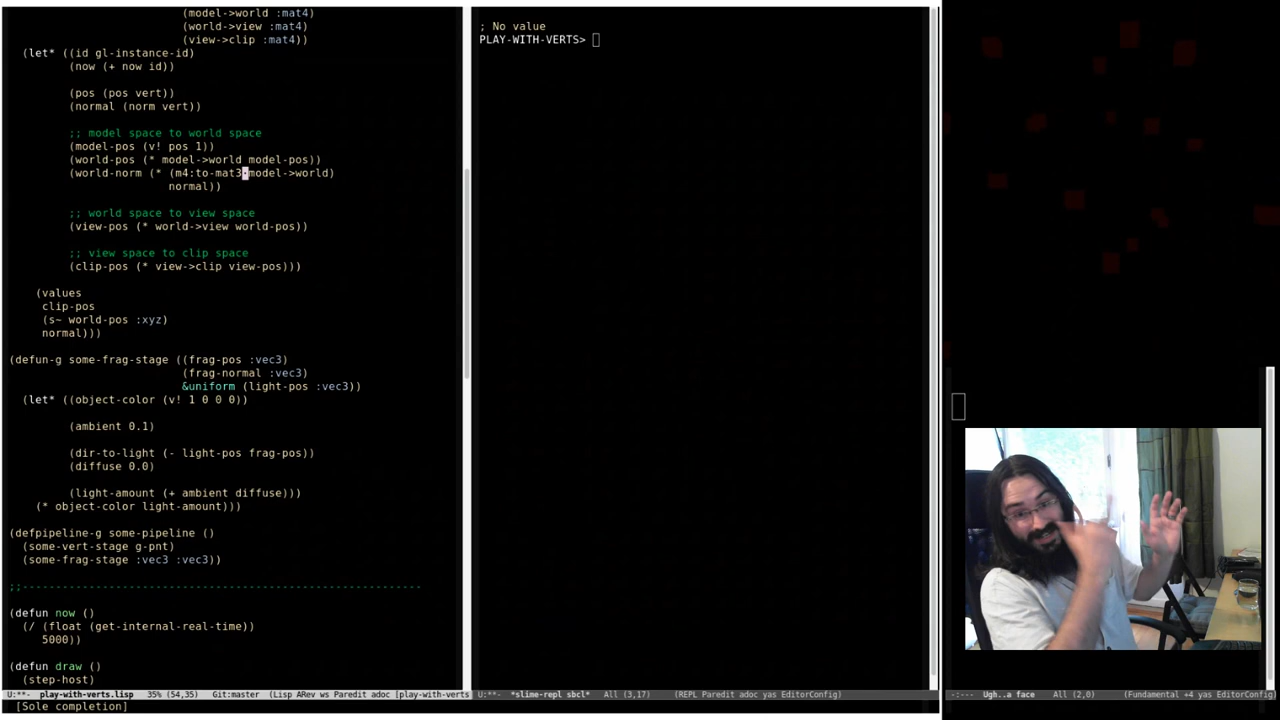 (model->world :mat4)
(world->view :mat4)
(view->clip :mat4))
(let* ((id gl-instance-id)
(now (+ now id))
(pos (pos vert))
(normal (norm vert))
;; model space to world space
(model-pos (v! pos 1))
(world-pos (* model->world model-pos))
(world-norm (* (m4:to-mat3 model->world)
normal))
;; world space to view space
(view-pos (* world->view world-pos))
;; view space to clip space
(clip-pos (* view->clip view-pos)))
(values
clip-pos
(s~ world-pos :xyz)
normal)))
(defun-g some-frag-stage ((frag-pos :vec3)
(frag-normal :vec3)
&uniform (light-pos :vec3))
(let* ((object-color (v! 1 0 0 0))
(ambient 0.1)
(dir-to-light (- light-pos frag-pos))
(diffuse 0.0)
(light-amount (+ ambient diffuse)))
(* object-color light-amount)))
(defpipeline-g some-pipeline ()
(some-vert-stage g-pnt)
(some-frag-stage :vec3 :vec3))
;;------------------------------------------------------------
(defun now ()
(/ (float (get-internal-real-time))
5000))
(defun draw ()
(step-host)
U:**- play-with-verts.lisp 35% (54,35) Git:master (Lisp ARev ws Paredit adoc [play-with-verts
[Sole completion]
; No value
PLAY-WITH-VERTS>
U:**- *slime-repl sbcl* All (3,17) (REPL Paredit adoc yas EditorConfig)
-:--- Ugh..a face All (2,0) (Fundamental +4 yas EditorConfig)